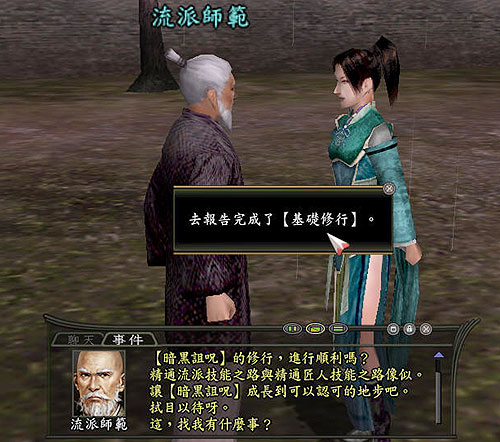 流派師範
去報告完成了【基礎修行】。
聊天 事件
【暗黑詛呪】的修行，進行順利嗎？
精通流派技能之路與精通匠人技能之路像似。
讓【暗黑詛呪】成長到可以認可的地步吧。
拭目以待呀。
這，找我有什麼事？
流派師範